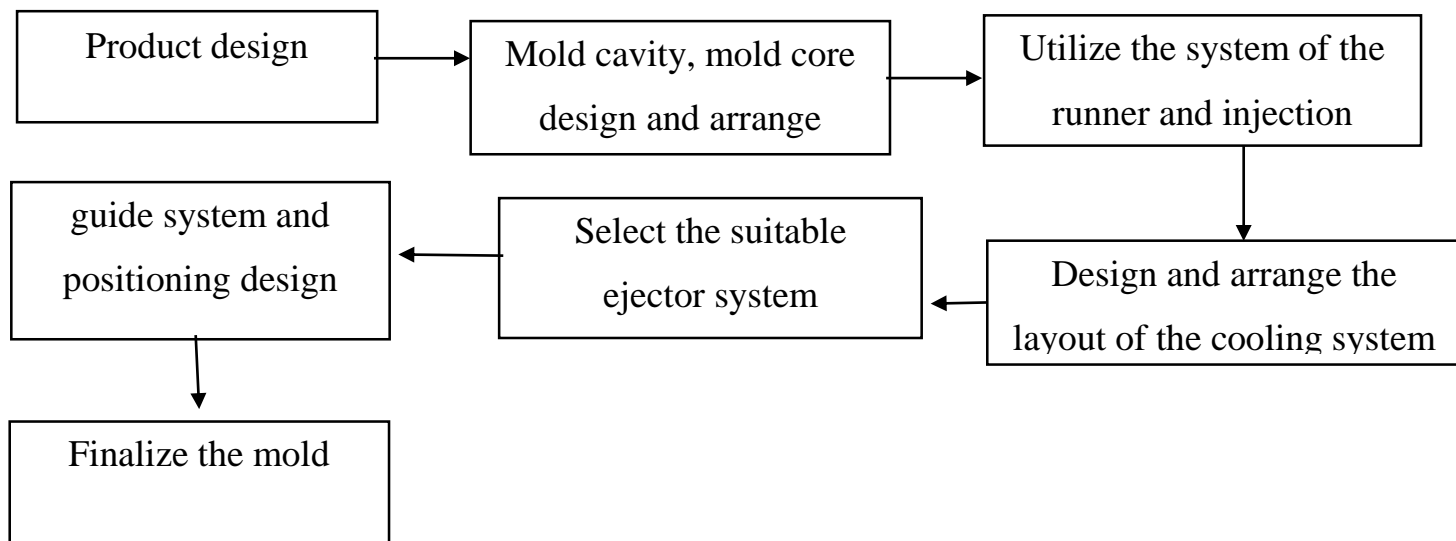 Product design
Mold cavity, mold core
design and arrange
Utilize the system of the
runner and injection
Design and arrange the
layout of the cooling system
Select the suitable
ejector system
guide system and
positioning design
Finalize the mold